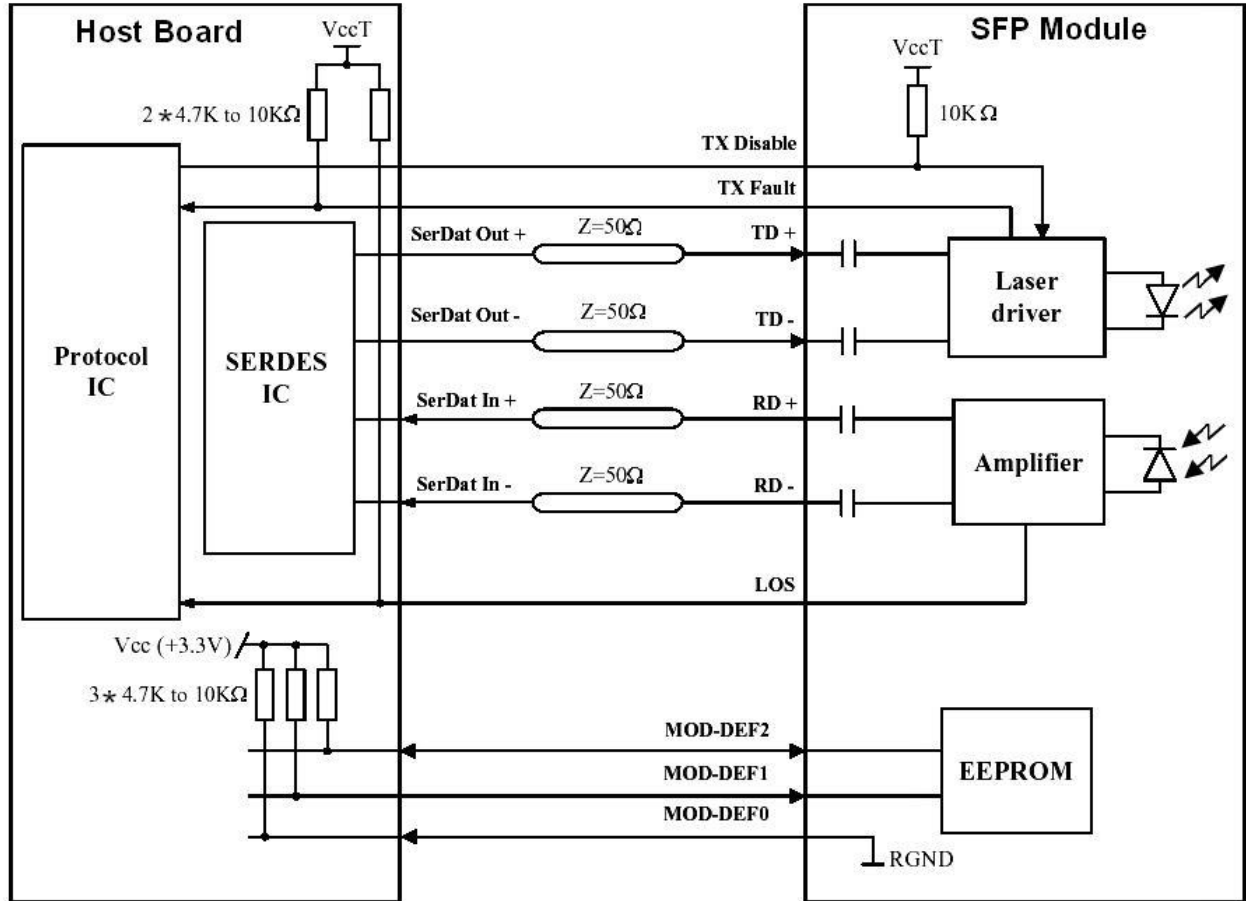 Host Board
SFP Module
VccT
VccT
2*4.7K to 10KΩ
10K Ω
TX Disable
TX Fault
SerDat Out +
Z=50Ω
TD +
Laser driver
SerDat Out -
Z=50Ω
TD -
Protocol IC
SERDES IC
SerDat In +
Z=50Ω
RD +
Amplifier
SerDat In -
Z=50Ω
RD -
LOS
Vcc (+3.3V)
3* 4.7K to 10KΩ
MOD-DEF2
MOD-DEF1
EEPROM
MOD-DEF0
RGND